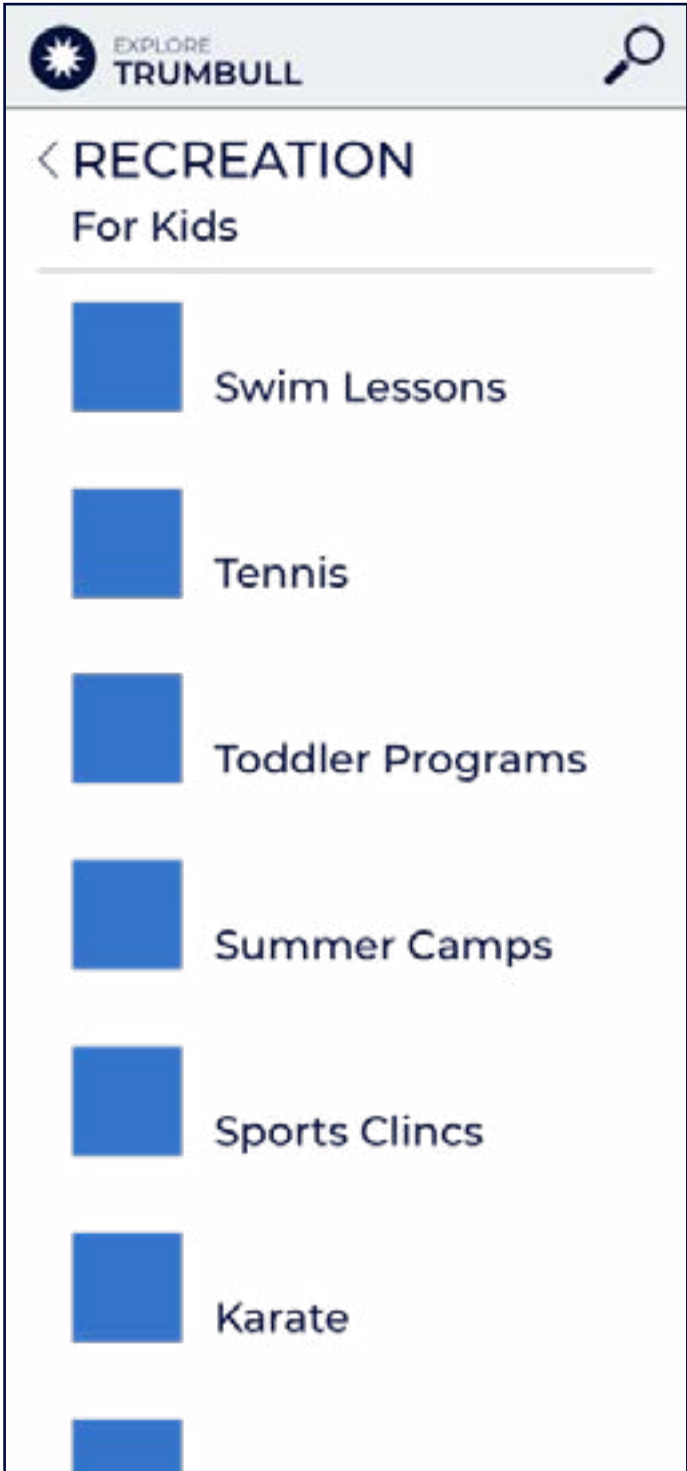 EXPLORE
TRUMBULL
RECREATION
For Kids
Swim Lessons
Tennis
Toddler Programs
Summer Camps
Sports Clincs
Karate